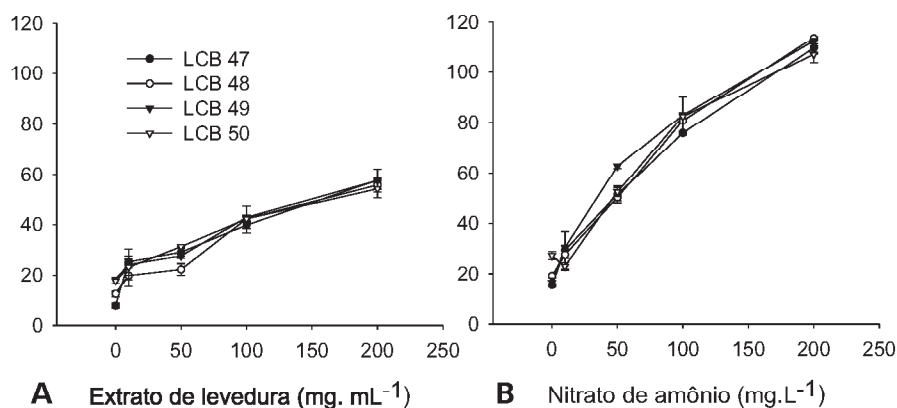 120
100
80
60
40
20
0
LCB 47
LCB 48
LCB 49
LCB 50
0 50 100 150 200 250
A Extrato de levedura (mg. mL⁻¹)
120
100
80
60
40
20
0
0 50 100 150 200 250
B Nitrato de amônio (mg.L⁻¹)